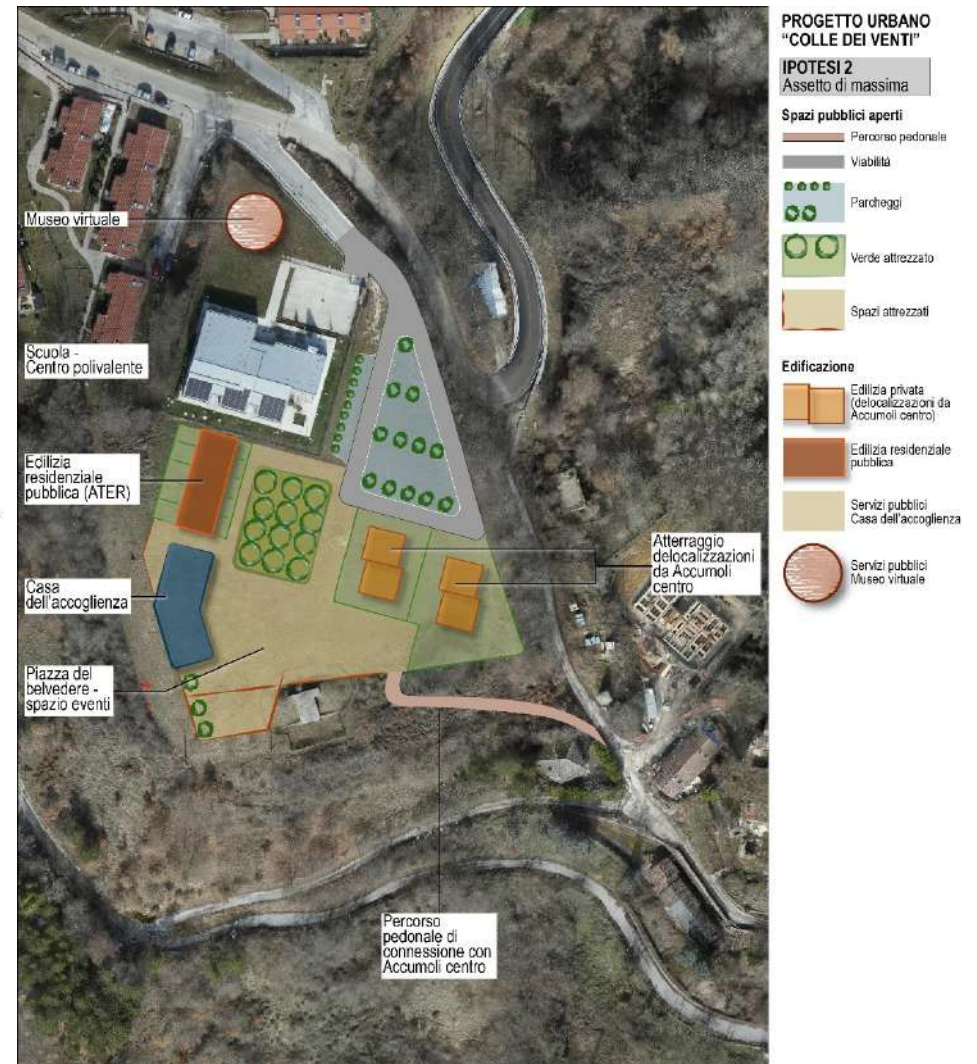 PROGETTO URBANO
"COLLE DEI VENTI"
IPOTESI 2
Assetto di massima
Spazi pubblici aperti
Percorso pedonale
Viabilità
Parcheggi
Verde attrezzato
Spazi attrezzati
Edificazione
Edilizia privata
(delocalizzazioni da
Accumoli centro)
Edilizia residenziale
pubblica
Servizi pubblici
Casa dell'accoglienza
Servizi pubblici
Museo virtuale
Museo virtuale
Scuola -
Centro polivalente
Edilizia
residenziale
pubblica (ATER)
Casa
dell'accoglienza
Piazza del
belvedere -
spazio eventi
Atterraggio
delocalizzazioni
da Accumoli
centro
Percorso
pedonale di
connessione con
Accumoli centro